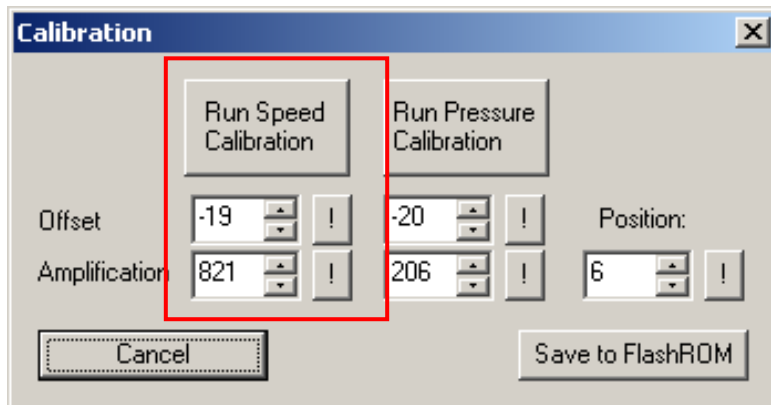 Calibration
Run Speed
Calibration
Run Pressure
Calibration
Offset -19 ! -20 ! Position:
Amplification 821 ! 206 ! 6 !
Cancel Save to FlashROM